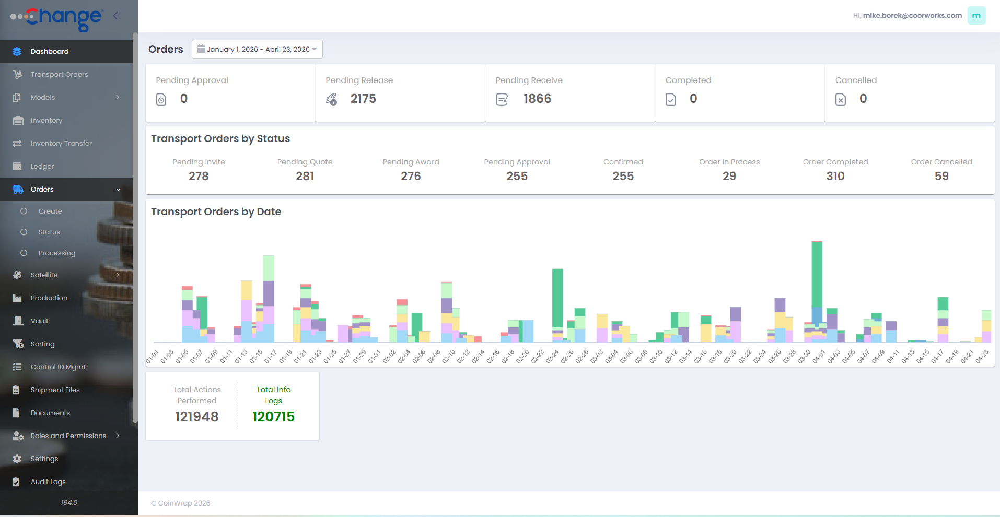 Change
Hi, mike.borek@coorworks.com
m
Dashboard
Transport Orders
Models
Inventory
Inventory Transfer
Ledger
Orders
Create
Status
Processing
Satellite
Production
Vault
Sorting
Control ID Mgmt
Shipment Files
Documents
Roles and Permissions
Settings
Audit Logs
194.0
Orders
January 1, 2026 - April 23, 2026
Pending Approval
0
Pending Release
2175
Pending Receive
1866
Completed
0
Cancelled
0
Transport Orders by Status
Pending Invite
278
Pending Quote
281
Pending Award
276
Pending Approval
255
Confirmed
255
Order In Process
29
Order Completed
310
Order Cancelled
59
Transport Orders by Date
01-01 01-03 01-05 01-07 01-09 01-11 01-13 01-15 01-17 01-19 01-21 01-23 01-25 01-27 01-29 01-31 02-02 02-04 02-06 02-08 02-10 02-12 02-14 02-16 02-18 02-20 02-22 02-24 02-26 02-28 03-02 03-04 03-06 03-08 03-10 03-12 03-14 03-16 03-18 03-20 03-22 03-24 03-26 03-28 03-30 04-01 04-03 04-05 04-07 04-09 04-11 04-13 04-15 04-17 04-19 04-21 04-23
Total Actions
Performed
121948
Total Info
Logs
120715
© CoinWrap 2026